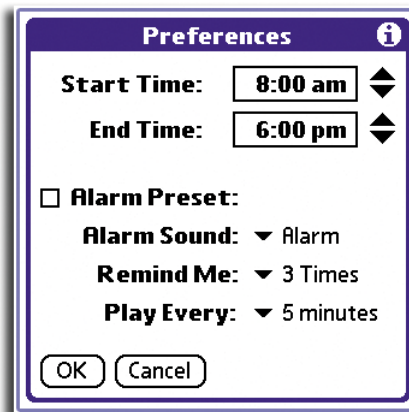 Preferences i
Start Time: 8:00 am
End Time: 6:00 pm
Alarm Preset:
Alarm Sound: Alarm
Remind Me: 3 Times
Play Every: 5 minutes
OK Cancel